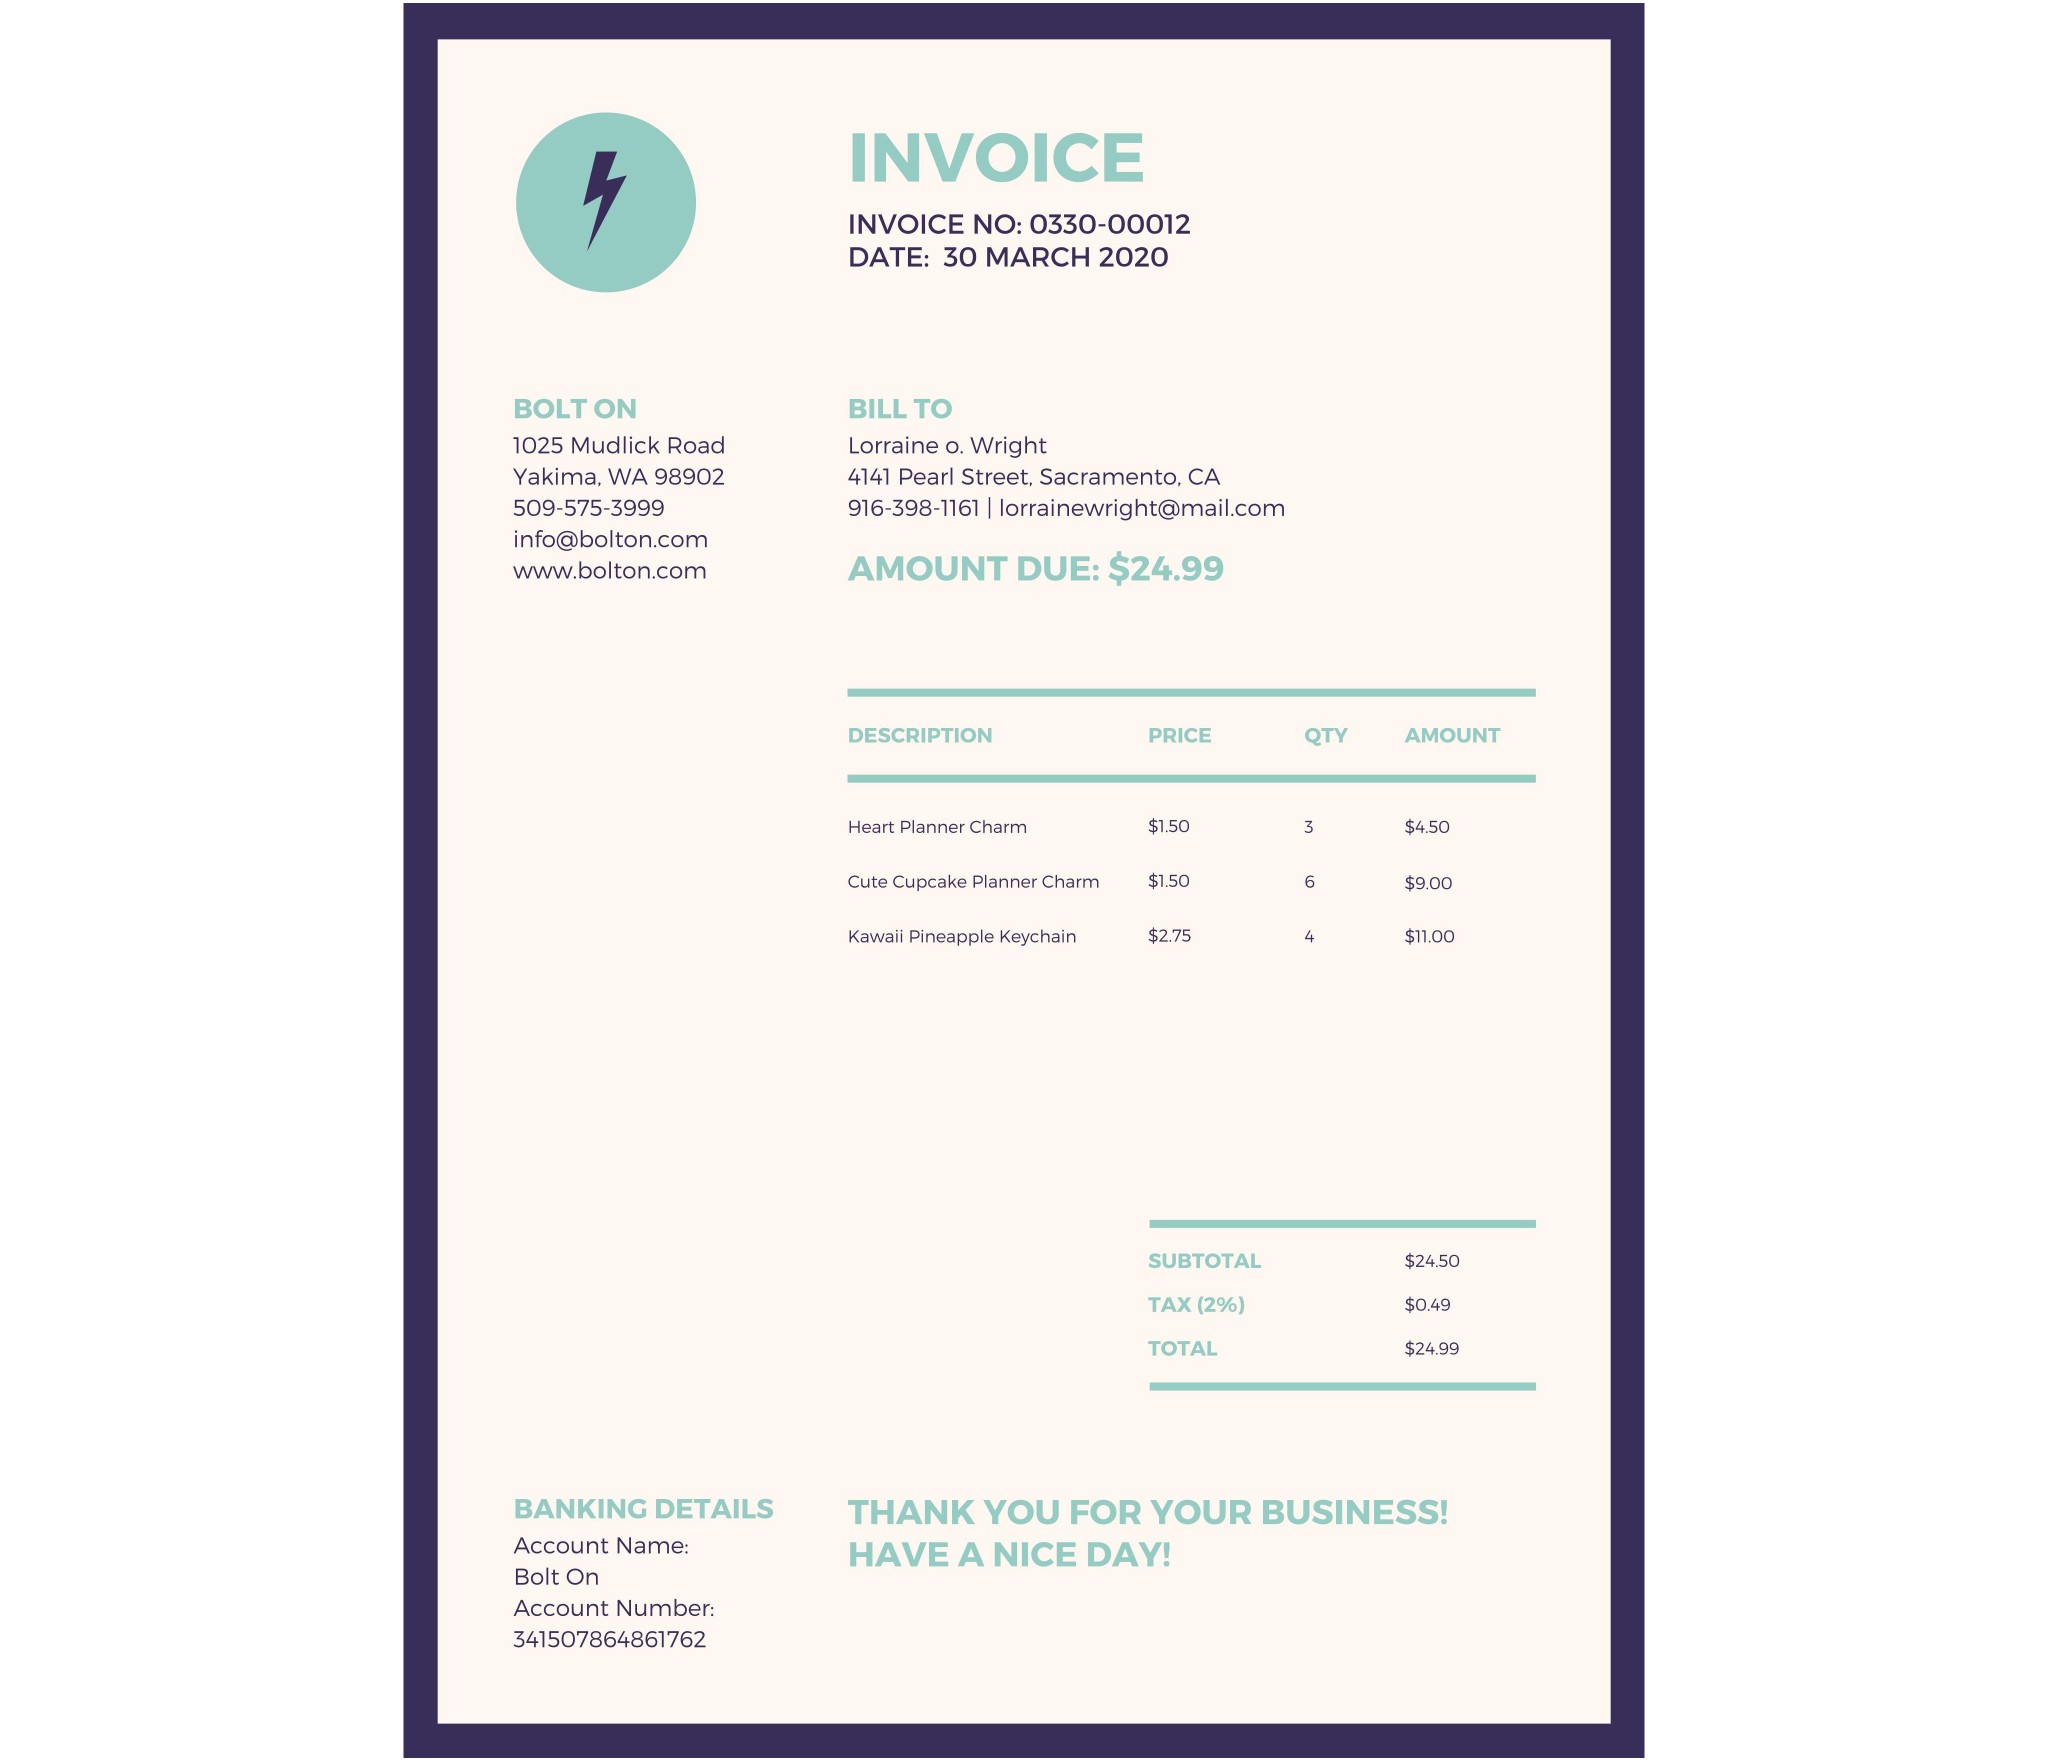 INVOICE
INVOICE NO: 0330-00012
DATE: 30 MARCH 2020
BOLT ON
1025 Mudlick Road
Yakima, WA 98902
509-575-3999
info@bolton.com
www.bolton.com
BILL TO
Lorraine o. Wright
4141 Pearl Street, Sacramento, CA
916-398-1161 | lorrainewright@mail.com
AMOUNT DUE: $24.99
DESCRIPTION PRICE QTY AMOUNT
Heart Planner Charm $1.50 3 $4.50
Cute Cupcake Planner Charm $1.50 6 $9.00
Kawaii Pineapple Keychain $2.75 4 $11.00
SUBTOTAL $24.50
TAX (2%) $0.49
TOTAL $24.99
BANKING DETAILS
Account Name:
Bolt On
Account Number:
341507864861762
THANK YOU FOR YOUR BUSINESS!
HAVE A NICE DAY!